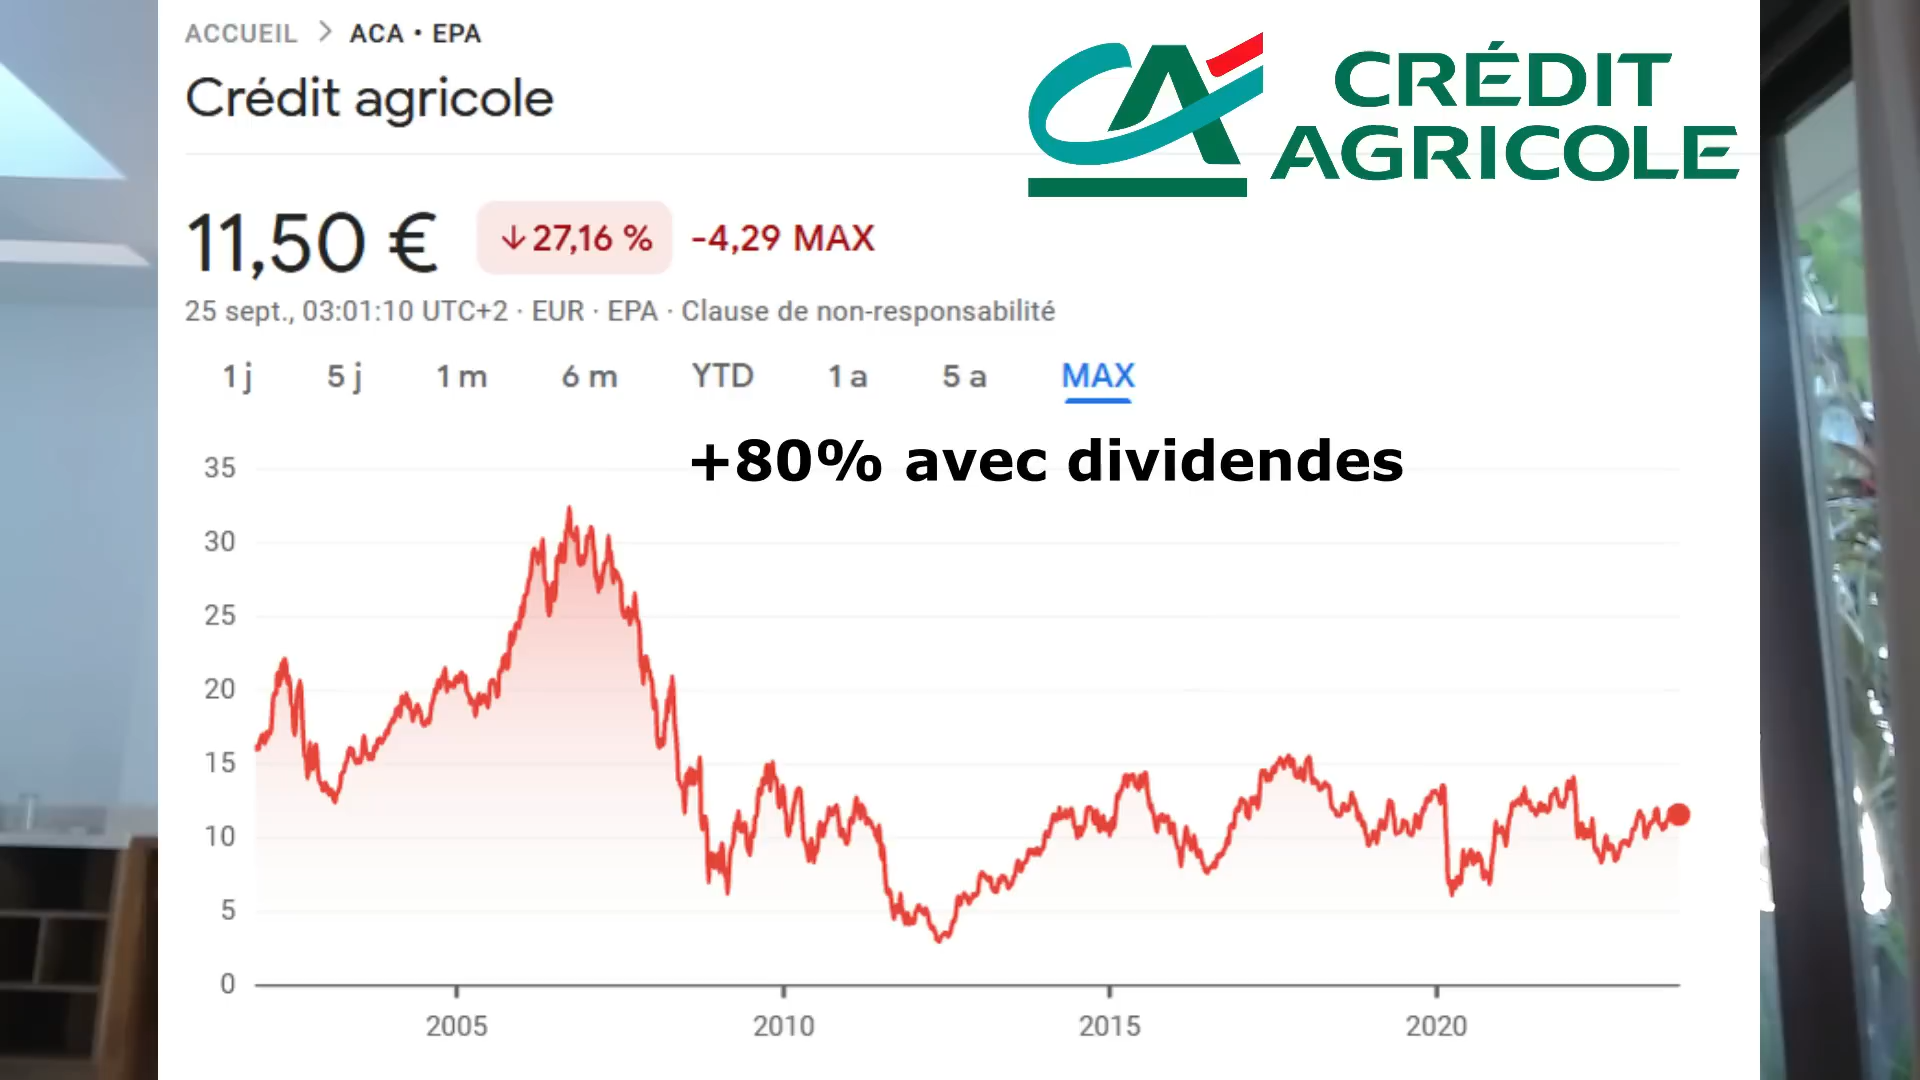 ACCUEIL > ACA • EPA
Crédit agricole
CRÉDIT
AGRICOLE
11,50 € ↓27,16 % -4,29 MAX
25 sept., 03:01:10 UTC+2 · EUR · EPA · Clause de non-responsabilité
1 j 5 j 1 m 6 m YTD 1 a 5 a MAX
+80% avec dividendes
35
30
25
20
15
10
5
0
2005 2010 2015 2020